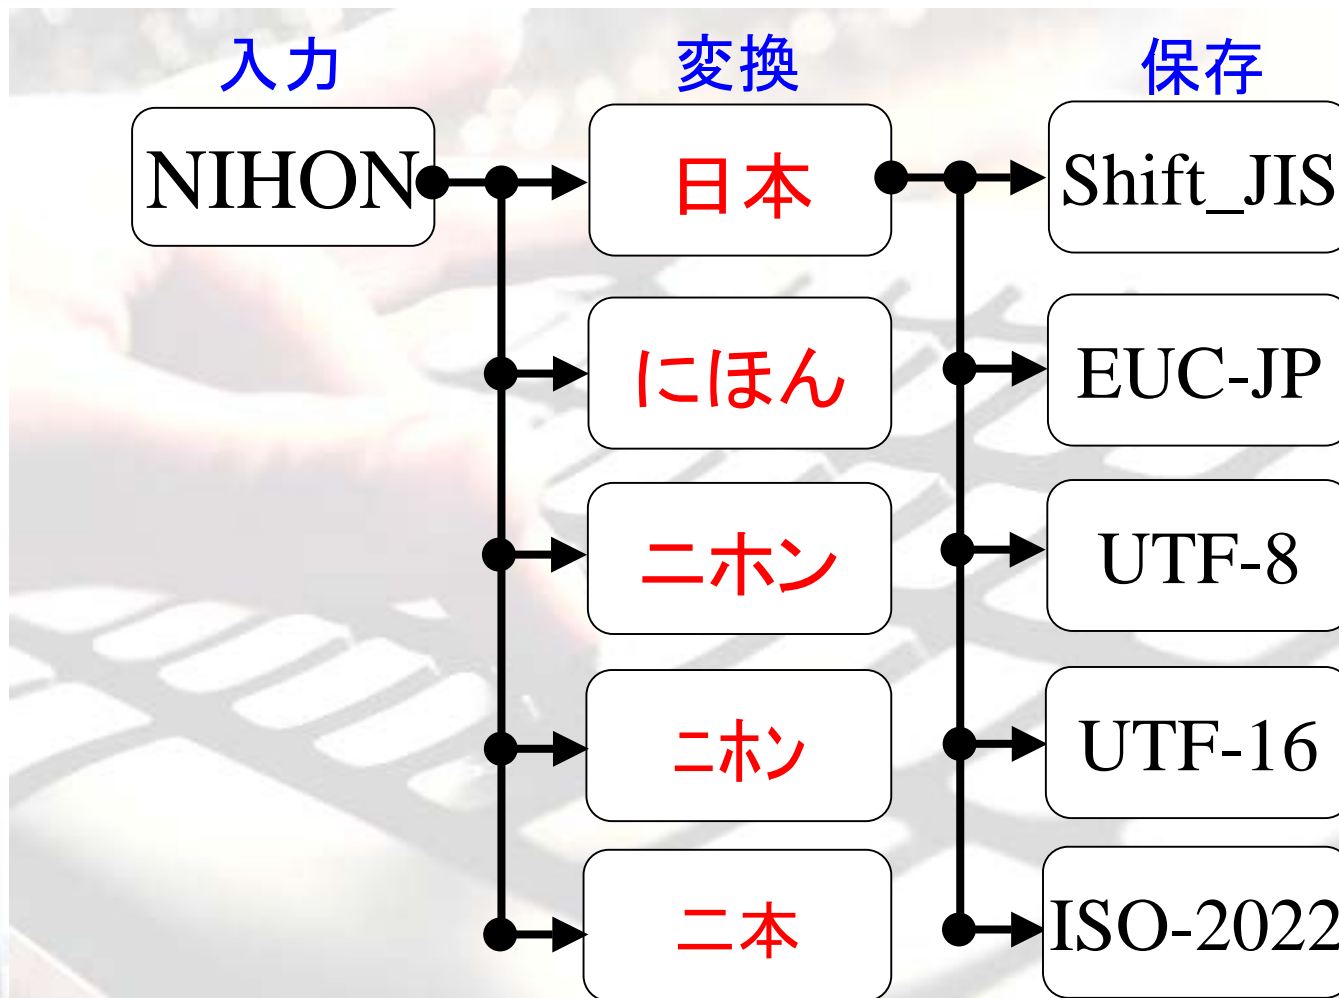 入力
変換
保存
NIHON
日本
Shift_JIS
にほん
EUC-JP
ニホン
UTF-8
ﾆﾎﾝ
UTF-16
二本
ISO-2022